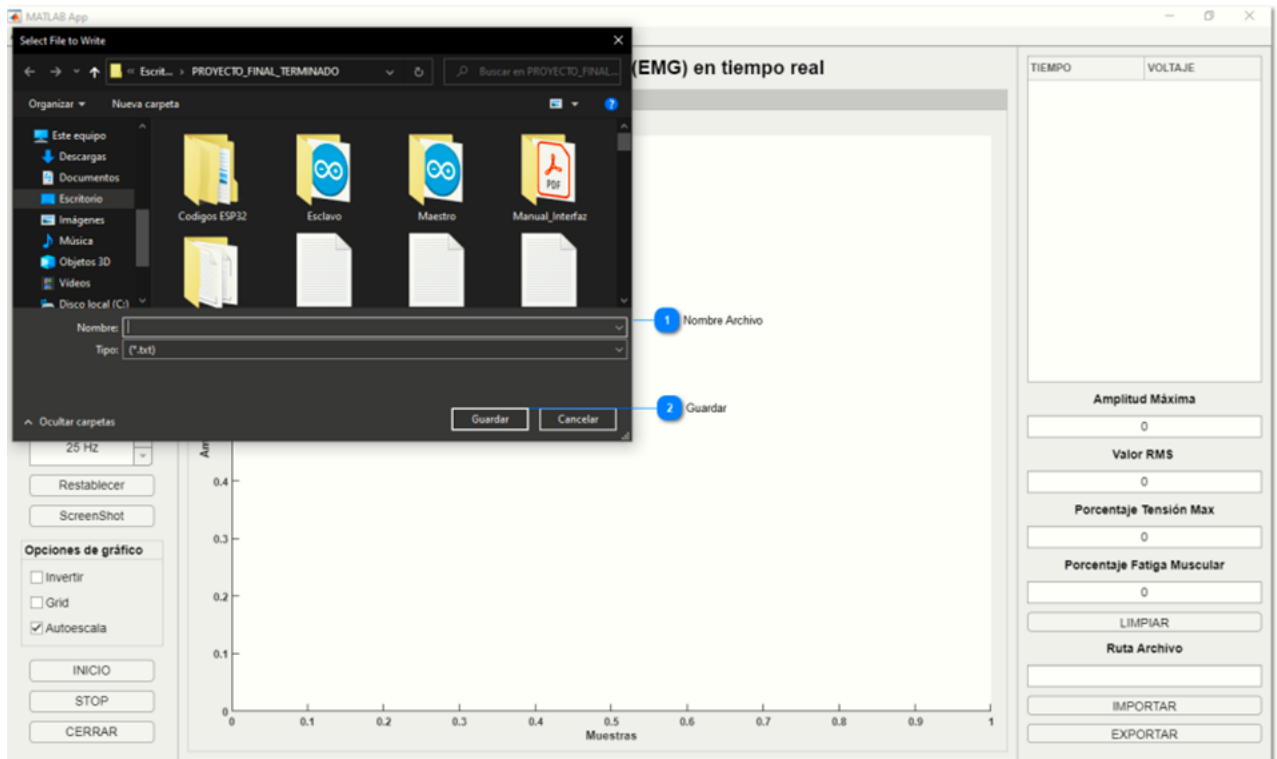 MATLAB App
Select File to Write
« Escrit... › PROYECTO_FINAL_TERMINADO
Buscar en PROYECTO_FINAL...
Organizar
Nueva carpeta
Este equipo
Descargas
Documentos
Escritorio
Imágenes
Música
Objetos 3D
Vídeos
Disco local (C:)
Codigos ESP32
Esclavo
Maestro
PDF
Manual_Interfaz
Nombre:
Tipo: (*.txt)
Ocultar carpetas
Guardar
Cancelar
1 Nombre Archivo
2 Guardar
(EMG) en tiempo real
25 Hz
Restablecer
ScreenShot
Opciones de gráfico
Invertir
Grid
Autoescala
INICIO
STOP
CERRAR
Am
0.4
0.3
0.2
0.1
0
0 0.1 0.2 0.3 0.4 0.5 0.6 0.7 0.8 0.9 1
Muestras
TIEMPO VOLTAJE
Amplitud Máxima
0
Valor RMS
0
Porcentaje Tensión Max
0
Porcentaje Fatiga Muscular
0
LIMPIAR
Ruta Archivo
IMPORTAR
EXPORTAR